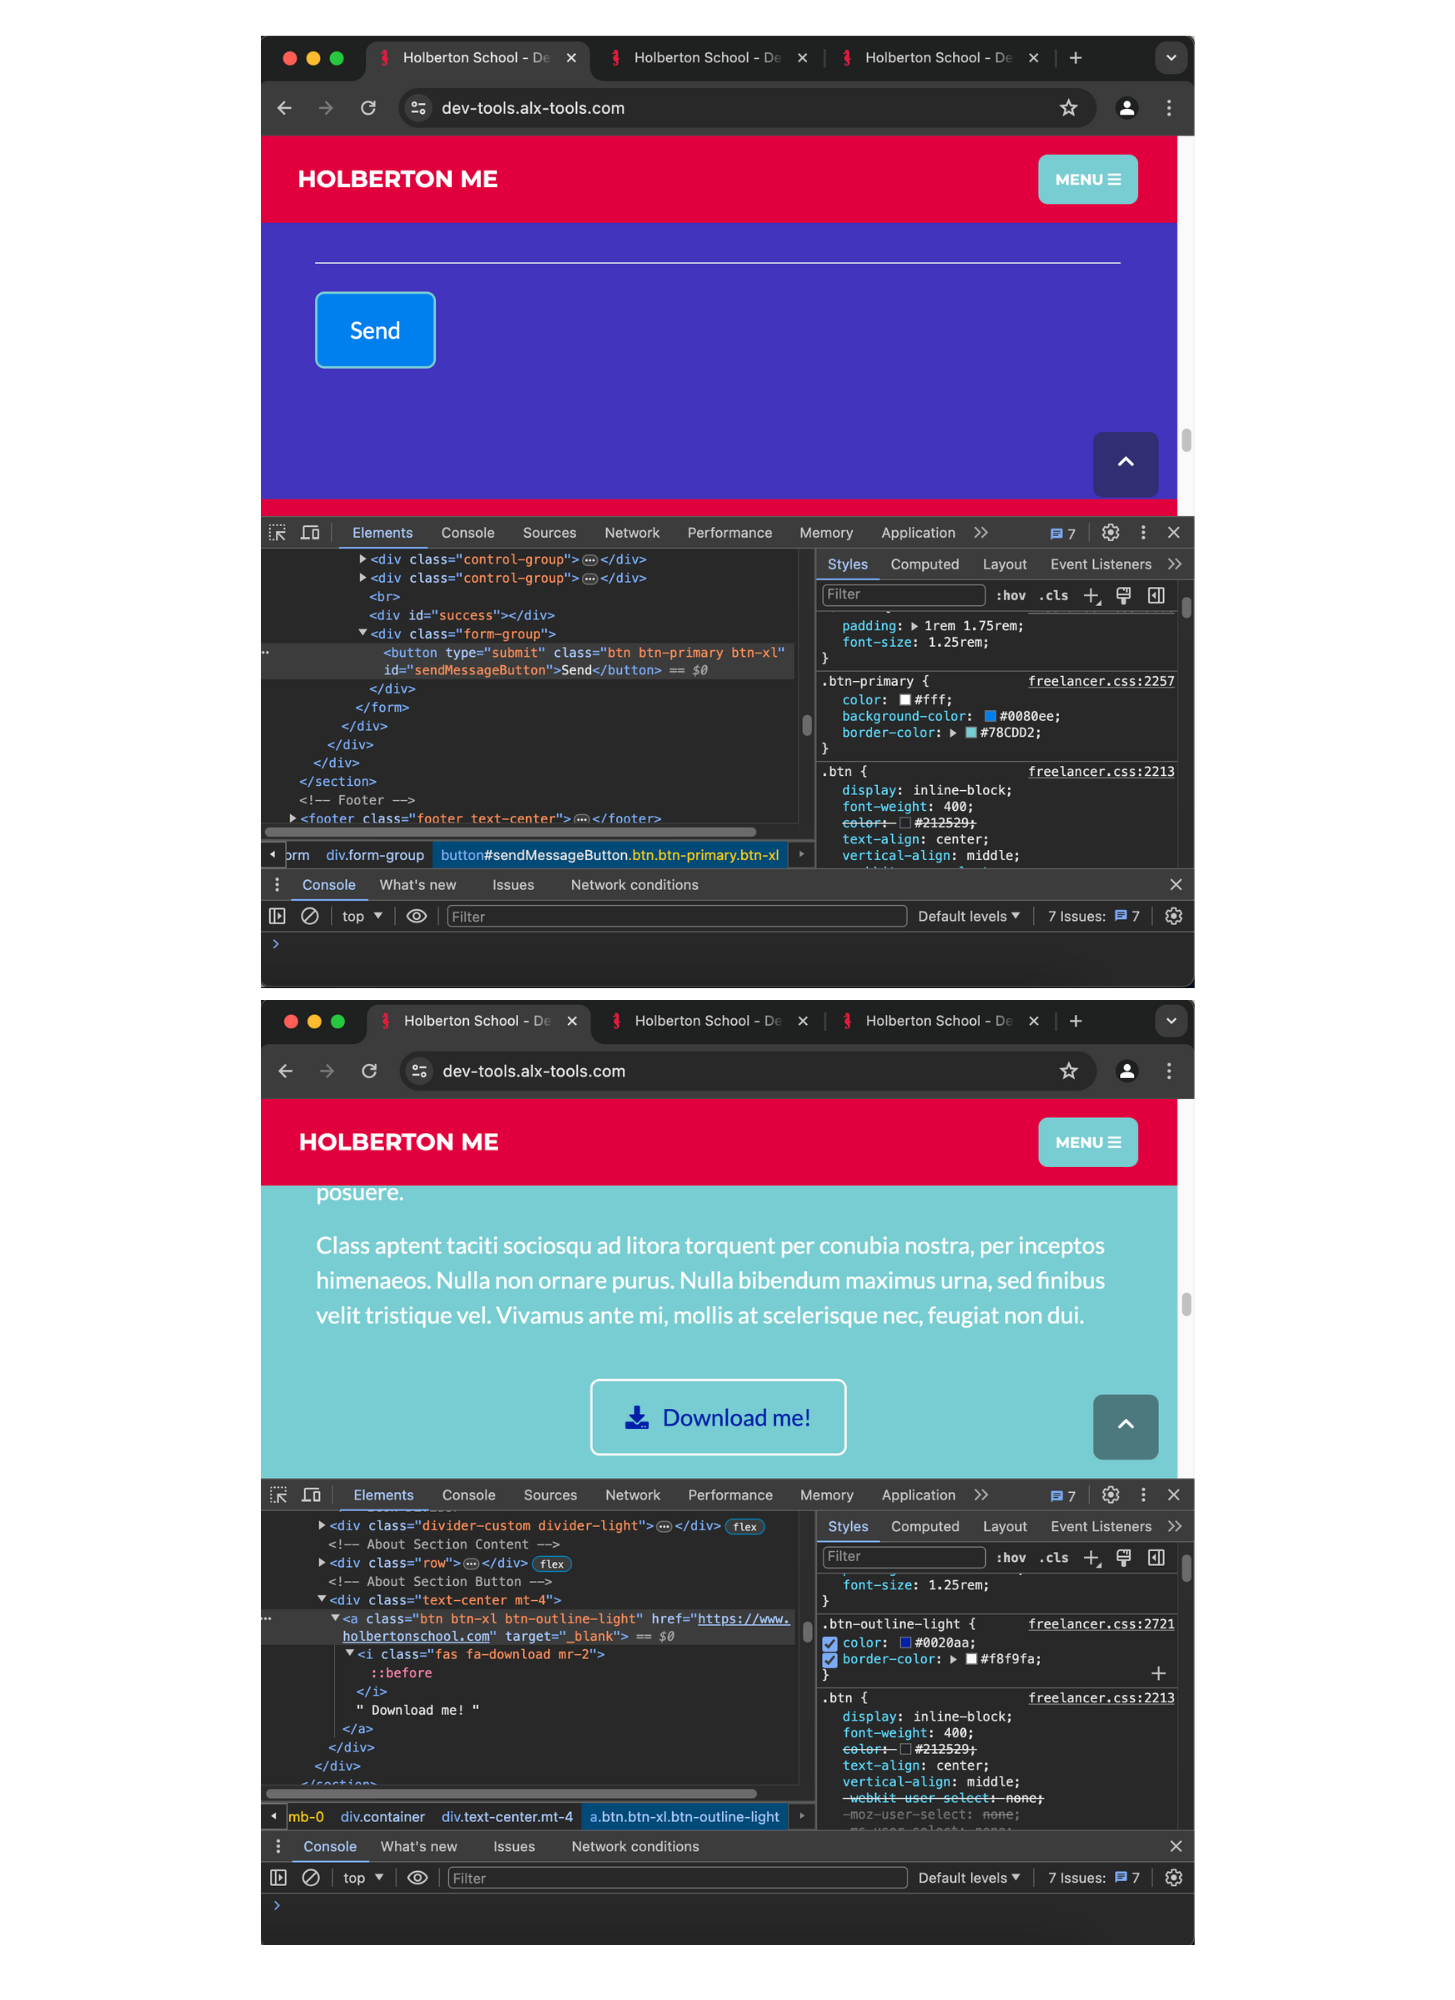 Holberton School - De
Holberton School - De
Holberton School - De
dev-tools.alx-tools.com
HOLBERTON ME
MENU
Send
Elements Console Sources Network Performance Memory Application 7
<div class="control-group"></div>
<div class="control-group"></div>
<br>
<div id="success"></div>
<div class="form-group">
<button type="submit" class="btn btn-primary btn-xl"
id="sendMessageButton">Send</button> == $0
</div>
</form>
</div>
</div>
</div>
</section>
<!-- Footer -->
<footer class="footer text-center"></footer>
orm div.form-group button#sendMessageButton.btn.btn-primary.btn-xl
Styles Computed Layout Event Listeners
Filter :hov .cls
padding: 1rem 1.75rem;
font-size: 1.25rem;
}
.btn-primary { freelancer.css:2257
color: #fff;
background-color: #0080ee;
border-color: #78CDD2;
}
.btn { freelancer.css:2213
display: inline-block;
font-weight: 400;
color: #212529;
text-align: center;
vertical-align: middle;
Console What's new Issues Network conditions
top Filter Default levels 7 Issues: 7
Holberton School - De
Holberton School - De
Holberton School - De
dev-tools.alx-tools.com
HOLBERTON ME
MENU
posuere.
Class aptent taciti sociosqu ad litora torquent per conubia nostra, per inceptos
himenaeos. Nulla non ornare purus. Nulla bibendum maximus urna, sed finibus
velit tristique vel. Vivamus ante mi, mollis at scelerisque nec, feugiat non dui.
Download me!
Elements Console Sources Network Performance Memory Application 7
<div class="divider-custom divider-light"></div> flex
<!-- About Section Content -->
<div class="row"></div> flex
<!-- About Section Button -->
<div class="text-center mt-4">
<a class="btn btn-xl btn-outline-light" href="https://www.
holbertonschool.com" target="_blank"> == $0
<i class="fas fa-download mr-2">
::before
</i>
" Download me! "
</a>
</div>
</div>
</section>
mb-0 div.container div.text-center.mt-4 a.btn.btn-xl.btn-outline-light
Styles Computed Layout Event Listeners
Filter :hov .cls
font-size: 1.25rem;
}
.btn-outline-light { freelancer.css:2721
color: #0020aa;
border-color: #f8f9fa;
}
.btn { freelancer.css:2213
display: inline-block;
font-weight: 400;
color: #212529;
text-align: center;
vertical-align: middle;
-webkit-user-select: none;
-moz-user-select: none;
Console What's new Issues Network conditions
top Filter Default levels 7 Issues: 7